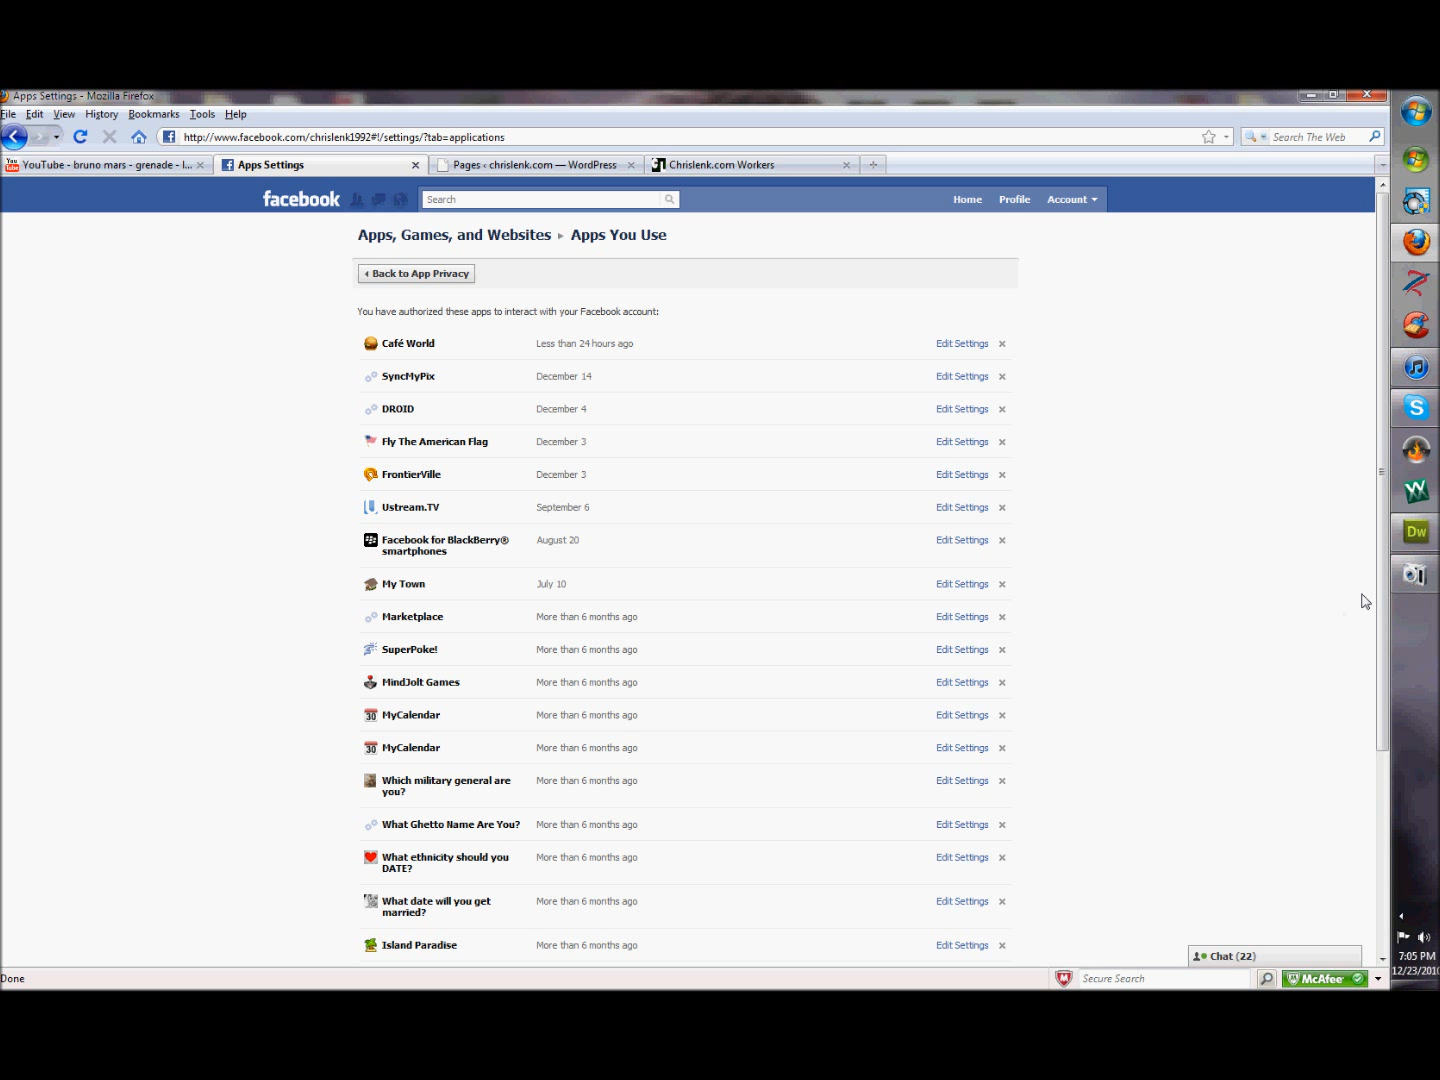 Apps Settings - Mozilla Firefox
File Edit View History Bookmarks Tools Help
http://www.facebook.com/chrislenk1992#!/settings/?tab=applications
Search The Web
You Tube YouTube - bruno mars - grenade - l...
Apps Settings
Pages ‹ chrislenk.com — WordPress
Chrislenk.com Workers
facebook Search Home Profile Account
Apps, Games, and Websites ▸ Apps You Use
Back to App Privacy
You have authorized these apps to interact with your Facebook account:
Café World Less than 24 hours ago Edit Settings x
SyncMyPix December 14 Edit Settings x
DROID December 4 Edit Settings x
Fly The American Flag December 3 Edit Settings x
FrontierVille December 3 Edit Settings x
Ustream.TV September 6 Edit Settings x
Facebook for BlackBerry® August 20 Edit Settings x
smartphones
My Town July 10 Edit Settings x
Marketplace More than 6 months ago Edit Settings x
SuperPoke! More than 6 months ago Edit Settings x
MindJolt Games More than 6 months ago Edit Settings x
30 MyCalendar More than 6 months ago Edit Settings x
30 MyCalendar More than 6 months ago Edit Settings x
Which military general are More than 6 months ago Edit Settings x
you?
What Ghetto Name Are You? More than 6 months ago Edit Settings x
What ethnicity should you More than 6 months ago Edit Settings x
DATE?
What date will you get More than 6 months ago Edit Settings x
married?
Island Paradise More than 6 months ago Edit Settings x
Chat (22)
Done
Secure Search
McAfee
Dw
7:05 PM
12/23/2010